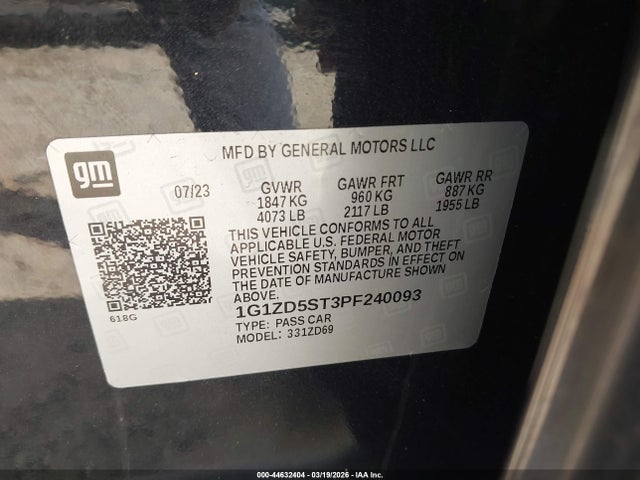 gm
MFD BY GENERAL MOTORS LLC
07/23 GVWR GAWR FRT GAWR RR
1847 KG 960 KG 887 KG
4073 LB 2117 LB 1955 LB
THIS VEHICLE CONFORMS TO ALL
APPLICABLE U.S. FEDERAL MOTOR
VEHICLE SAFETY, BUMPER, AND THEFT
PREVENTION STANDARDS IN EFFECT ON
THE DATE OF MANUFACTURE SHOWN
ABOVE.
618G
1G1ZD5ST3PF240093
TYPE: PASS CAR
MODEL: 331ZD69
000-44632404 - 03/19/2026 - IAA Inc.